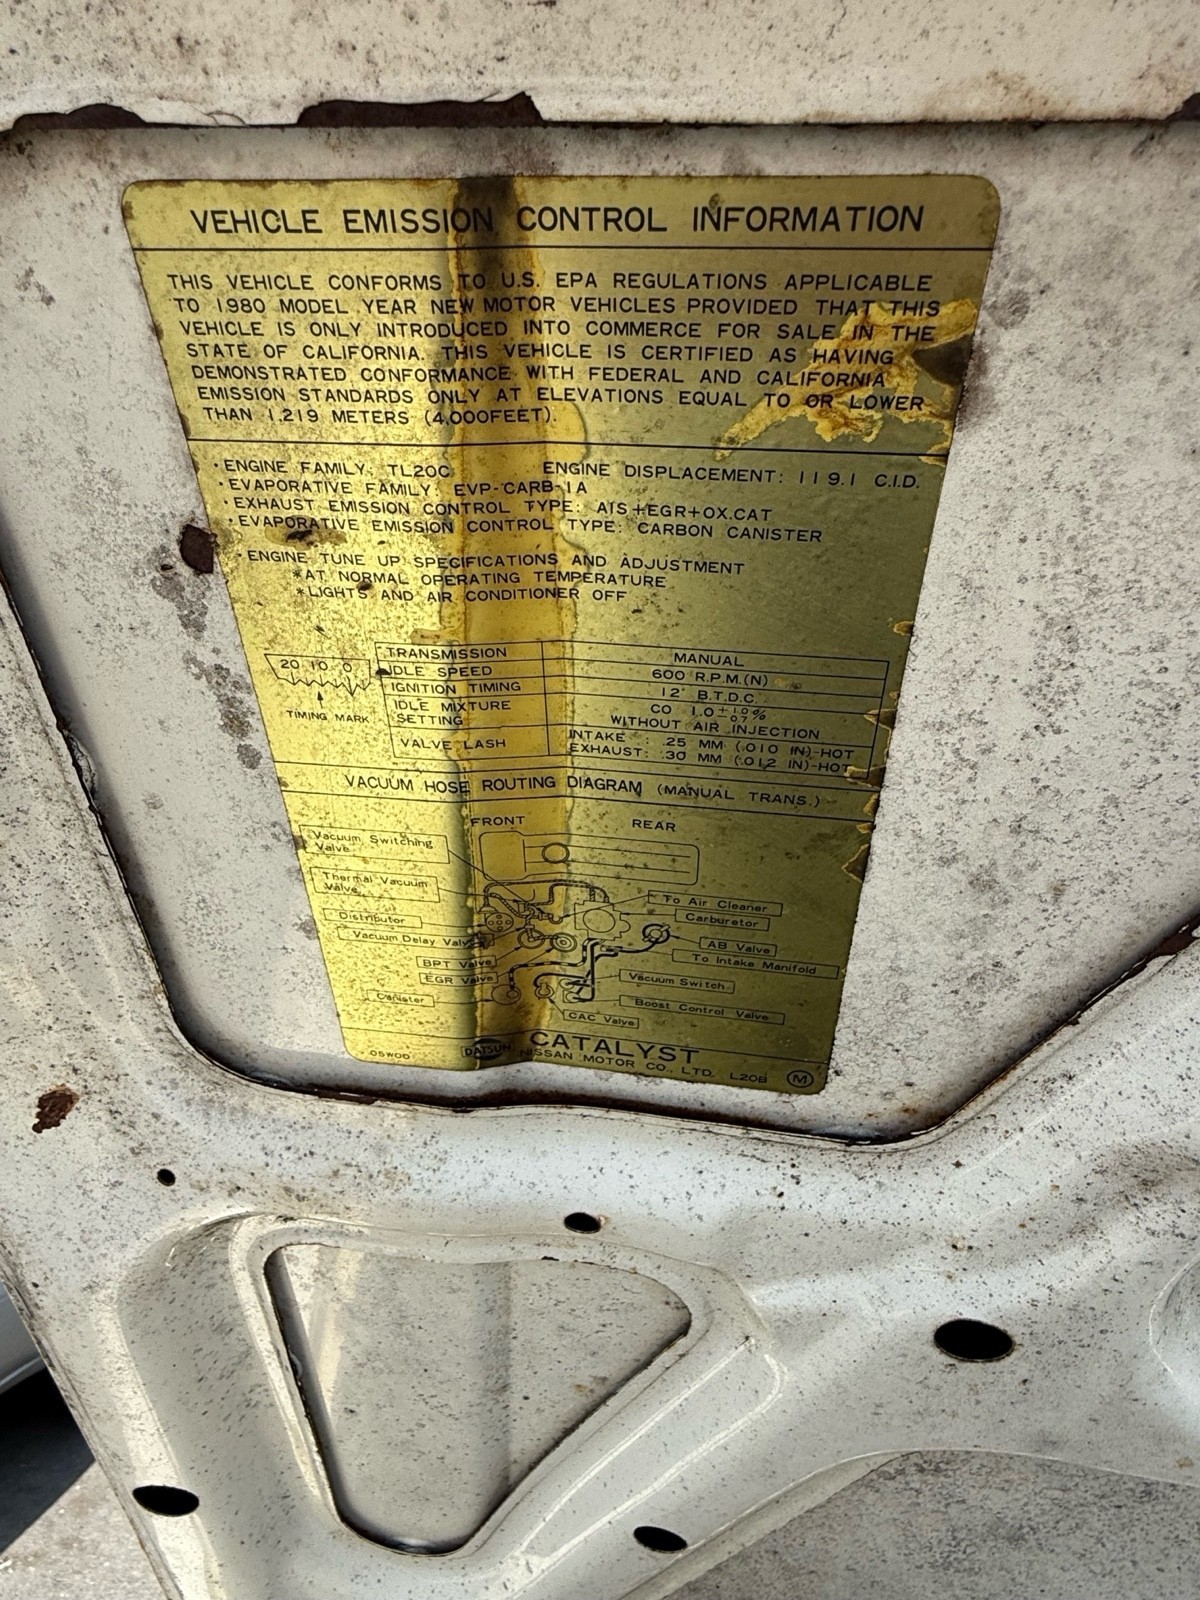 VEHICLE EMISSION CONTROL INFORMATION
THIS VEHICLE CONFORMS TO U.S. EPA REGULATIONS APPLICABLE
TO 1980 MODEL YEAR NEW MOTOR VEHICLES PROVIDED THAT THIS
VEHICLE IS ONLY INTRODUCED INTO COMMERCE FOR SALE IN THE
STATE OF CALIFORNIA. THIS VEHICLE IS CERTIFIED AS HAVING
DEMONSTRATED CONFORMANCE WITH FEDERAL AND CALIFORNIA
EMISSION STANDARDS ONLY AT ELEVATIONS EQUAL TO OR LOWER
THAN 1,219 METERS (4,000FEET).
・ENGINE FAMILY: TL20C ENGINE DISPLACEMENT: 119.1 C.I.D.
・EVAPORATIVE FAMILY: EVP-CARB-1A
・EXHAUST EMISSION CONTROL TYPE: AIS+EGR+OX.CAT
・EVAPORATIVE EMISSION CONTROL TYPE: CARBON CANISTER
・ENGINE TUNE UP SPECIFICATIONS AND ADJUSTMENT
*AT NORMAL OPERATING TEMPERATURE
*LIGHTS AND AIR CONDITIONER OFF
20 10 0
TIMING MARK
TRANSMISSION MANUAL
IDLE SPEED 600 R.P.M.(N)
IGNITION TIMING 12° B.T.D.C.
IDLE MIXTURE SETTING CO 1.0 +1.0 -0.7 %
WITHOUT AIR INJECTION
VALVE LASH INTAKE : .25 MM (.010 IN)-HOT
EXHAUST: .30 MM (.012 IN)-HOT
VACUUM HOSE ROUTING DIAGRAM (MANUAL TRANS.)
FRONT REAR
Vacuum Switching
Valve
Thermal Vacuum
Valve
Distributor
Vacuum Delay Valve
BPT Valve
EGR Valve
Canister
To Air Cleaner
Carburetor
AB Valve
To Intake Manifold
Vacuum Switch
Boost Control Valve
CAC Valve
CATALYST
05W00 DATSUN NISSAN MOTOR CO., LTD. L20B M